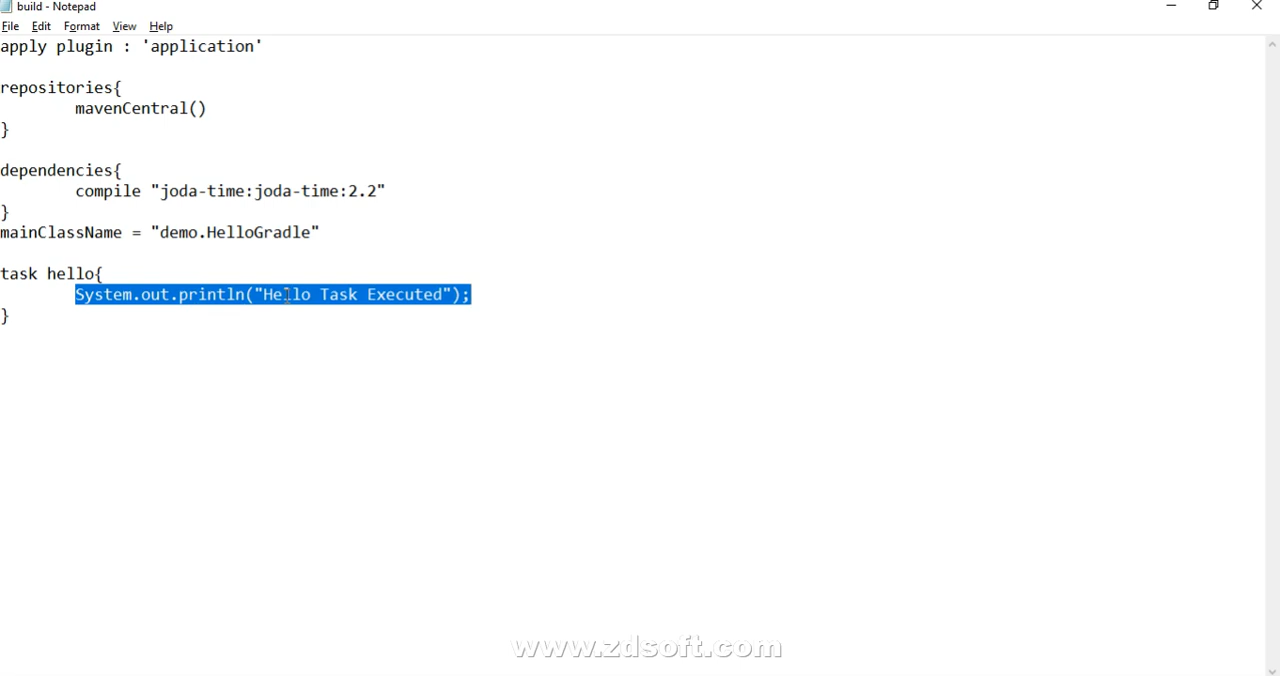 build - Notepad
File Edit Format View Help
apply plugin : 'application'
repositories{
mavenCentral()
}
dependencies{
compile "joda-time:joda-time:2.2"
}
mainClassName = "demo.HelloGradle"
task hello{
System.out.println("Hello Task Executed");
}
www.zdsoft.com